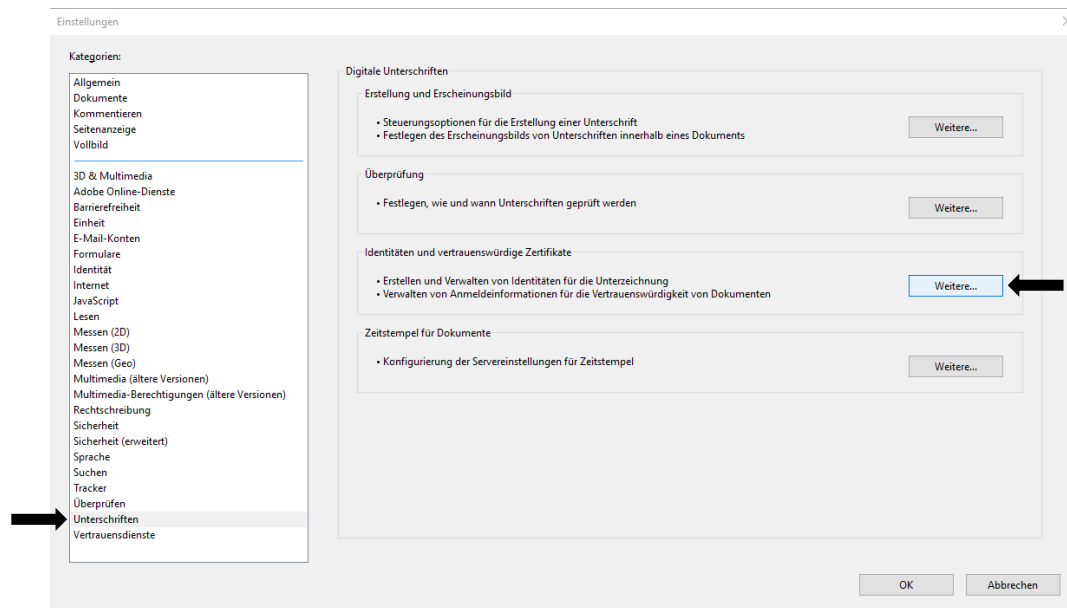 Einstellungen
Kategorien:
Allgemein
Dokumente
Kommentieren
Seitenanzeige
Vollbild
3D & Multimedia
Adobe Online-Dienste
Barrierefreiheit
Einheit
E-Mail-Konten
Formulare
Identität
Internet
JavaScript
Lesen
Messen (2D)
Messen (3D)
Messen (Geo)
Multimedia (ältere Versionen)
Multimedia-Berechtigungen (ältere Versionen)
Rechtschreibung
Sicherheit
Sicherheit (erweitert)
Sprache
Suchen
Tracker
Überprüfen
Unterschriften
Vertrauensdienste
Digitale Unterschriften
Erstellung und Erscheinungsbild
• Steuerungsoptionen für die Erstellung einer Unterschrift
• Festlegen des Erscheinungsbilds von Unterschriften innerhalb eines Dokuments
Weitere...
Überprüfung
• Festlegen, wie und wann Unterschriften geprüft werden
Weitere...
Identitäten und vertrauenswürdige Zertifikate
• Erstellen und Verwalten von Identitäten für die Unterzeichnung
• Verwalten von Anmeldeinformationen für die Vertrauenswürdigkeit von Dokumenten
Weitere...
Zeitstempel für Dokumente
• Konfigurierung der Servereinstellungen für Zeitstempel
Weitere...
OK
Abbrechen